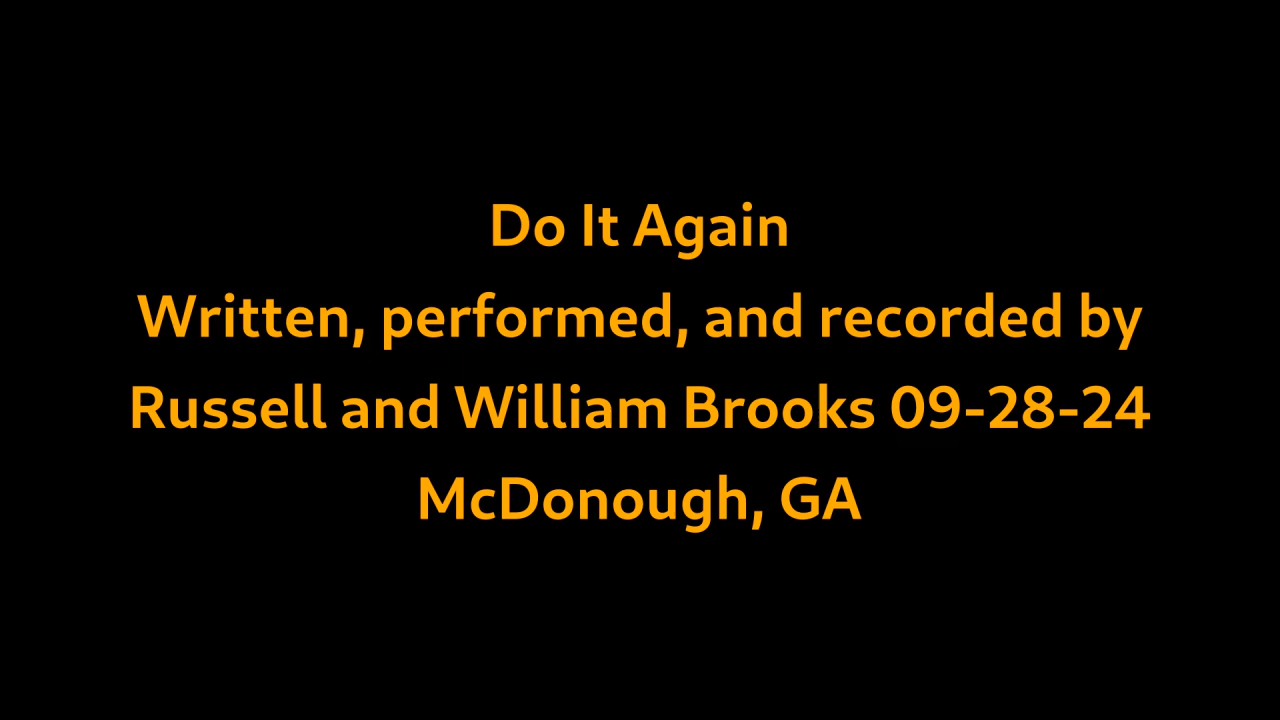 Do It Again
Written, performed, and recorded by
Russell and William Brooks 09-28-24
McDonough, GA